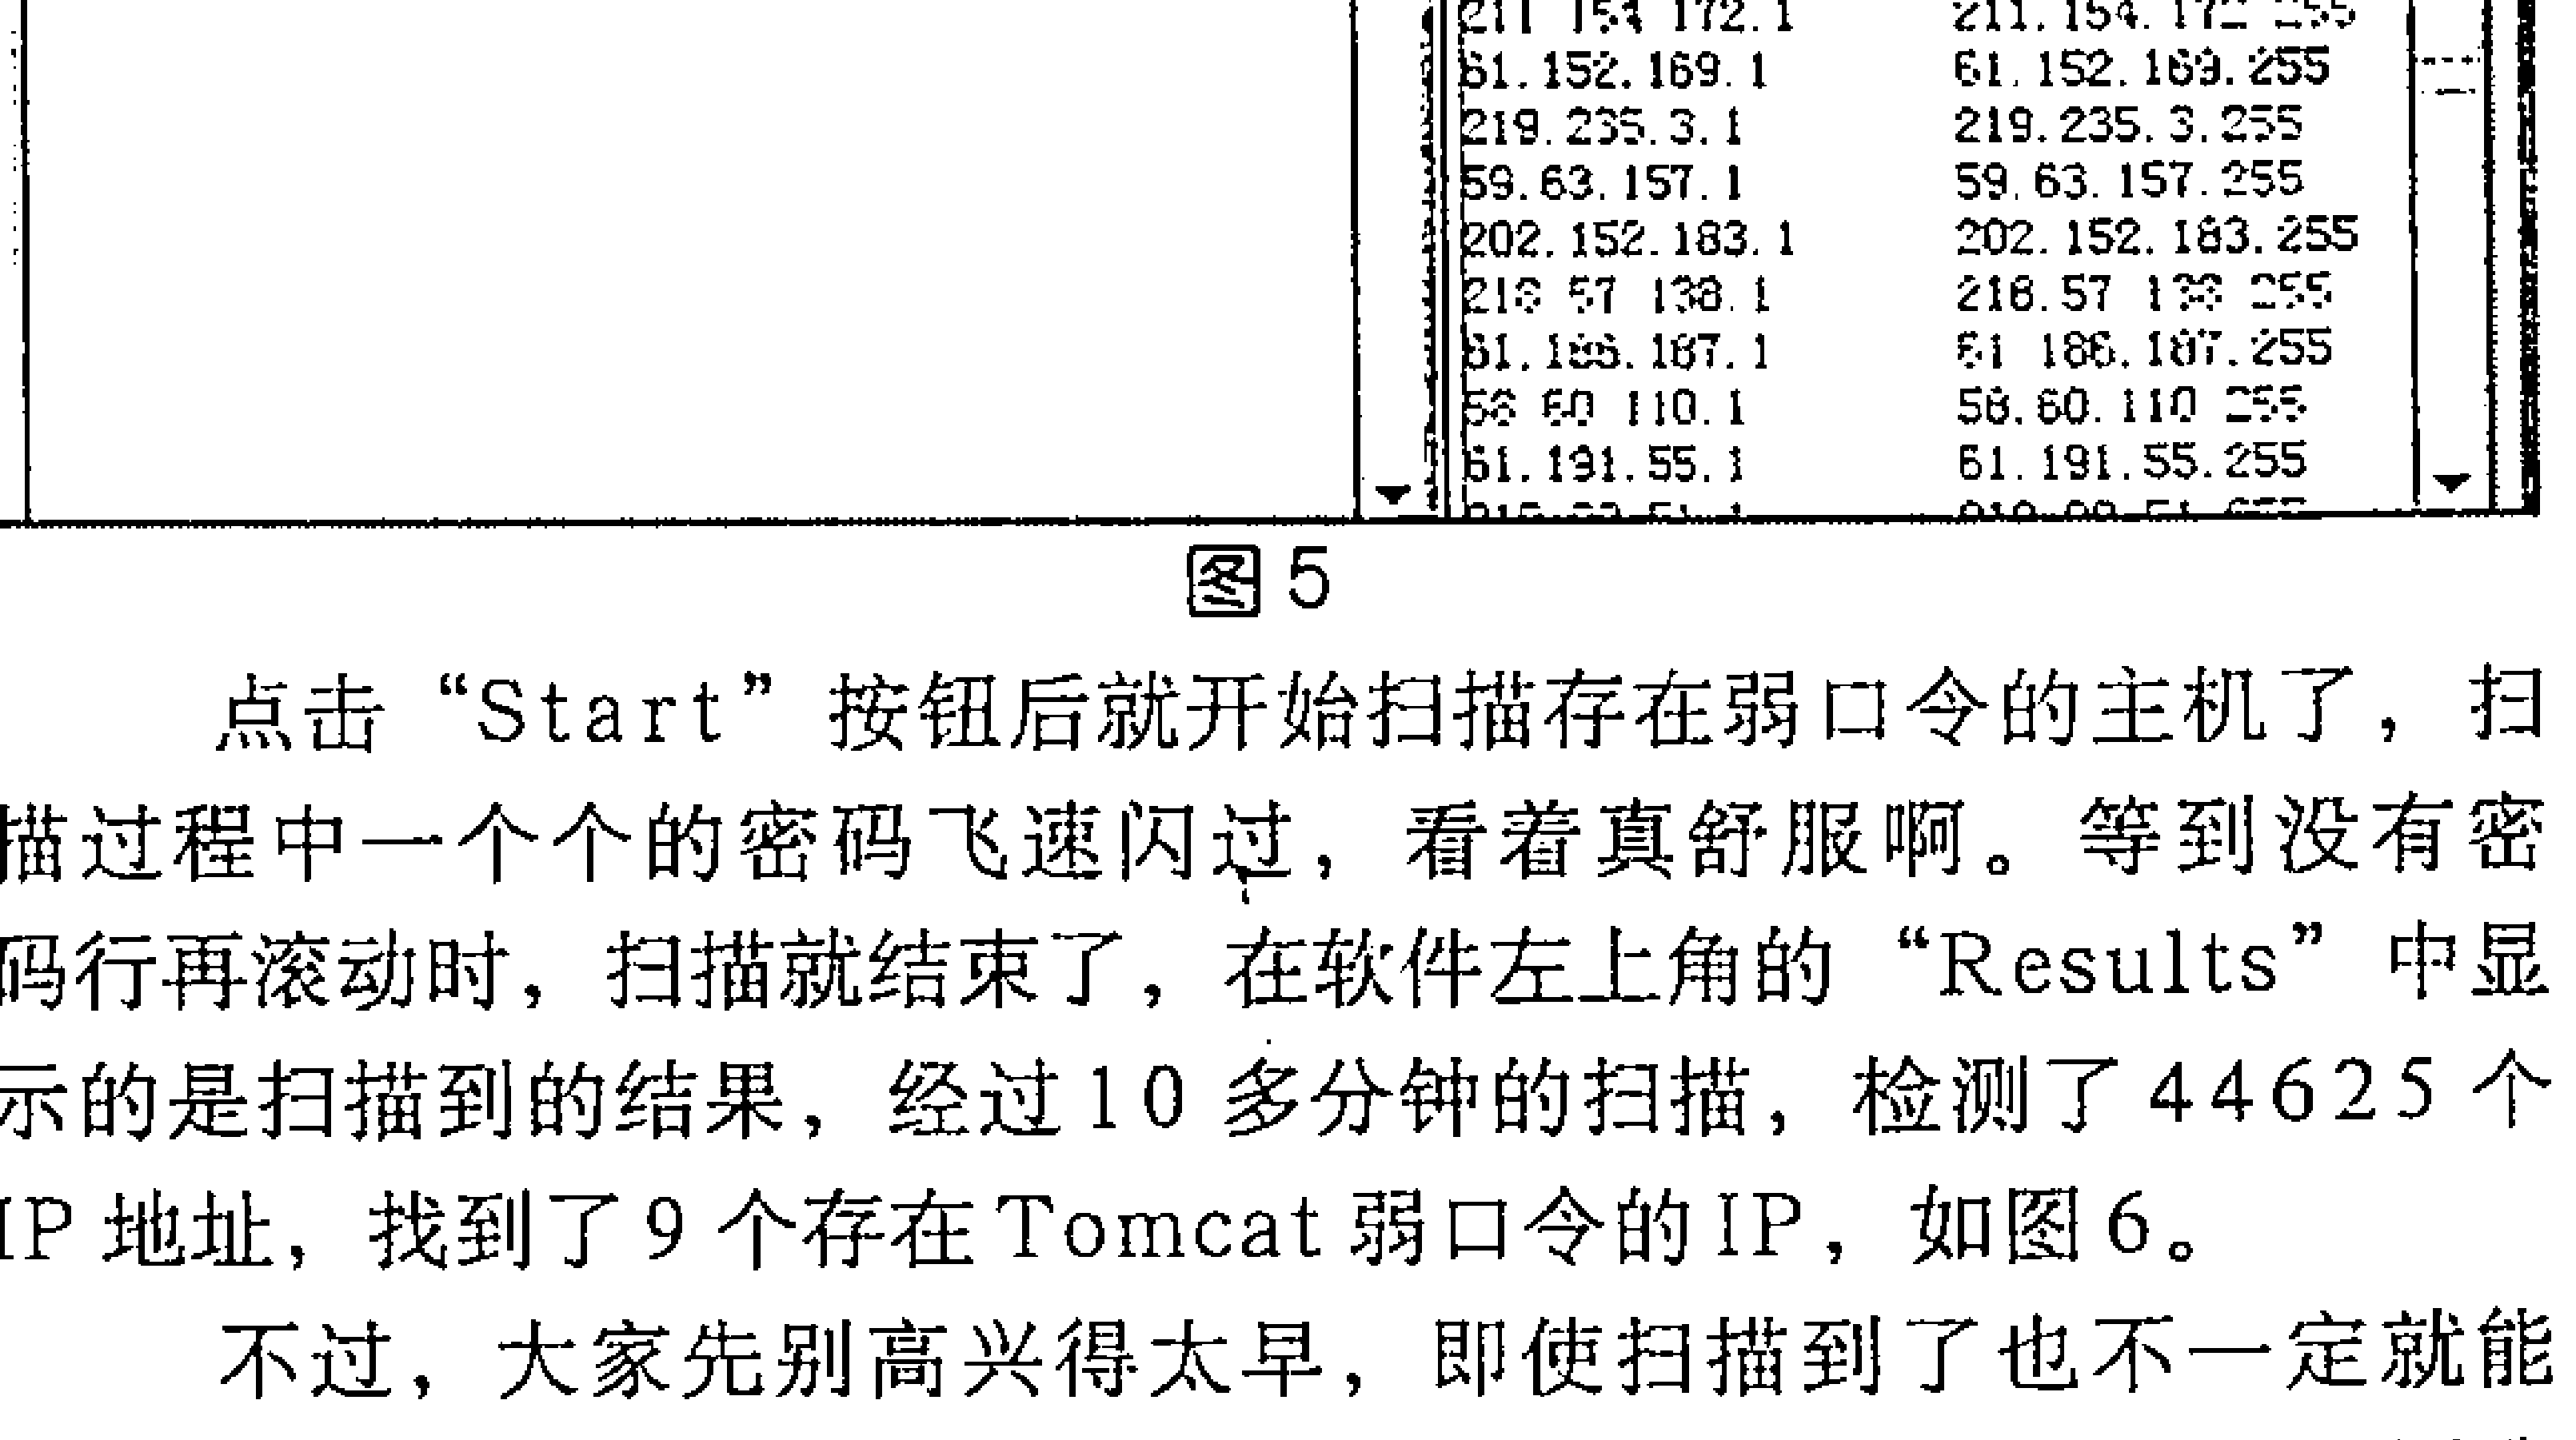 61.152.169.1 61.152.169.255
219.235.3.1 219.235.3.255
59.63.157.1 59.63.157.255
202.152.183.1 202.152.183.255
61.186.187.1 61 186.187.255
58.60.110
61.191.55.1 61.191.55.255
图5
点击“Start”按钮后就开始扫描存在弱口令的主机了，扫
描过程中一个个的密码飞速闪过，看着真舒服啊。等到没有密
码行再滚动时，扫描就结束了，在软件左上角的“Results”中显
示的是扫描到的结果，经过10多分钟的扫描，检测了44625个
IP地址，找到了9个存在Tomcat弱口令的IP，如图6。
不过，大家先别高兴得太早，即使扫描到了也不一定就能